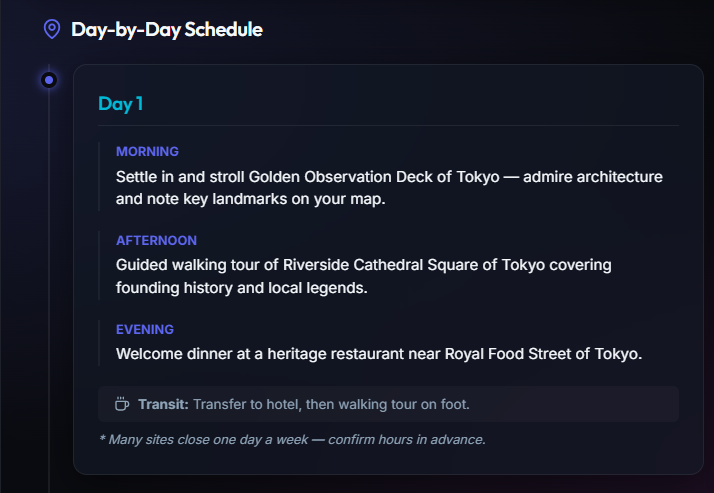 Day-by-Day Schedule
Day 1
MORNING
Settle in and stroll Golden Observation Deck of Tokyo — admire architecture
and note key landmarks on your map.
AFTERNOON
Guided walking tour of Riverside Cathedral Square of Tokyo covering
founding history and local legends.
EVENING
Welcome dinner at a heritage restaurant near Royal Food Street of Tokyo.
Transit: Transfer to hotel, then walking tour on foot.
* Many sites close one day a week — confirm hours in advance.